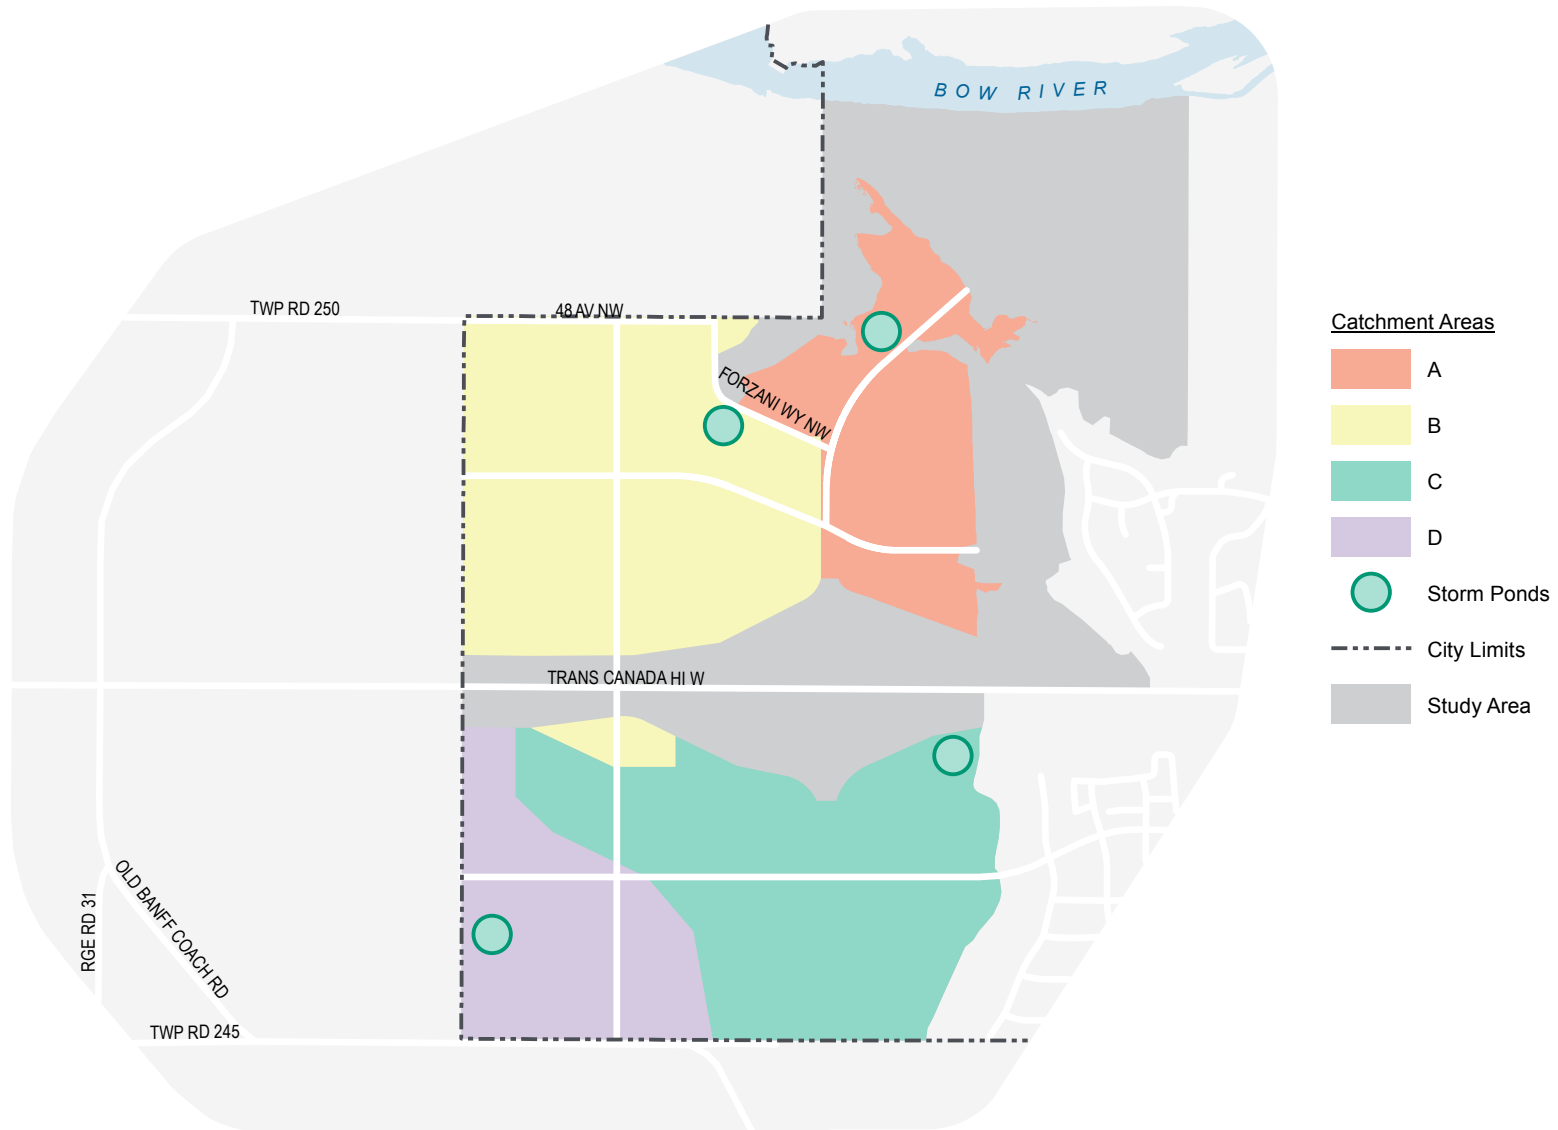 BOW RIVER
TWP RD 250
48 AV NW
FORZANI WY NW
TRANS CANADA HI W
OLD BANFF COACH RD
RGE RD 31
TWP RD 245
Catchment Areas
A
B
C
D
Storm Ponds
City Limits
Study Area